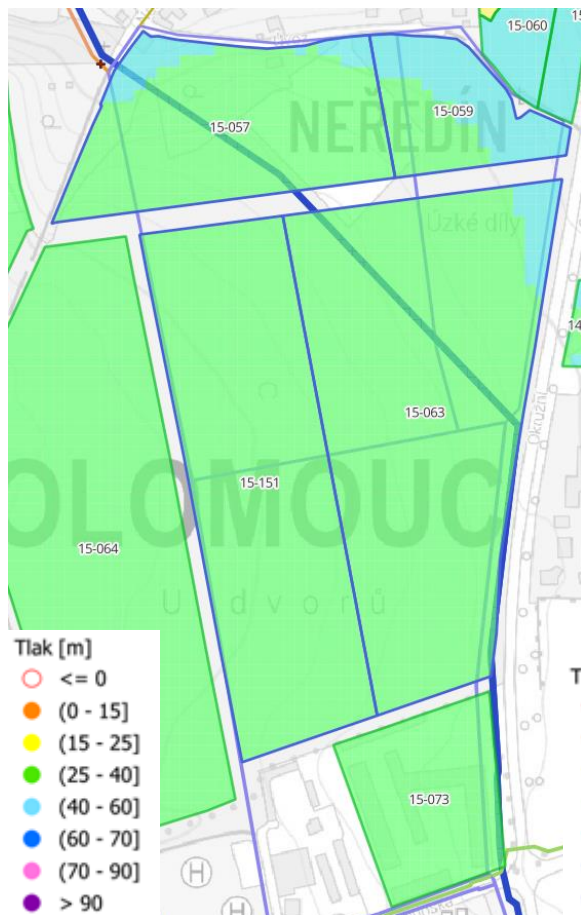 15-060
15-059
NEŘEDÍN
15-057
Úzké díly
14
15-063
Okružní
15-151
OLOMOUC
15-064
U dvorů
Tlak [m]
<= 0
(0 - 15]
(15 - 25]
(25 - 40]
(40 - 60]
(60 - 70]
(70 - 90]
> 90
T
15-073
H
H